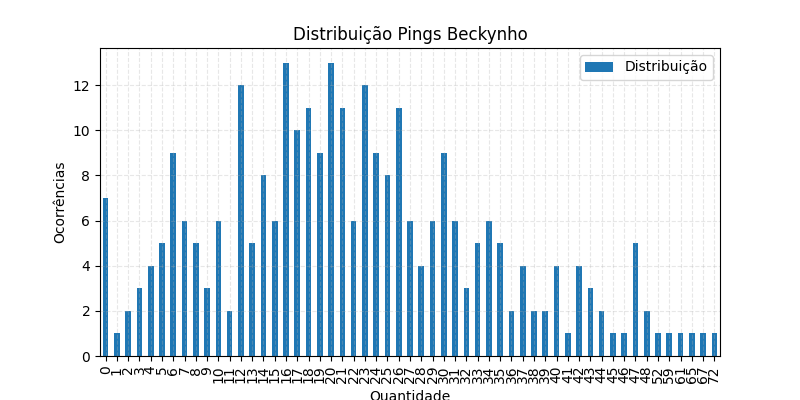 Distribuição Pings Beckynho
Distribuição
Ocorrências
12
10
8
6
4
2
0
0 1 2 3 4 5 6 7 8 9 10 11 12 13 14 15 16 17 18 19 20 21 22 23 24 25 26 27 28 29 30 31 32 33 34 35 36 37 38 39 40 41 42 43 44 45 46 47 48 52 59 61 65 67 72
Quantidade